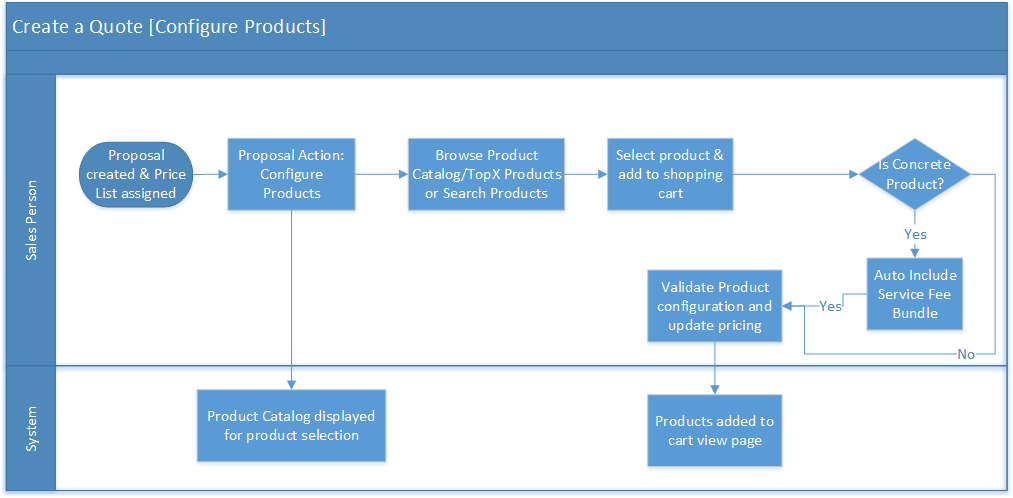 Create a Quote [Configure Products]
Sales Person
Proposal
created & Price
List assigned
Proposal Action:
Configure
Products
Browse Product
Catalog/TopX Products
or Search Products
Select product &
add to shopping
cart
Is Concrete
Product?
Yes
Auto Include
Service Fee
Bundle
Yes
No
Validate Product
configuration and
update pricing
System
Product Catalog displayed
for product selection
Products added to
cart view page